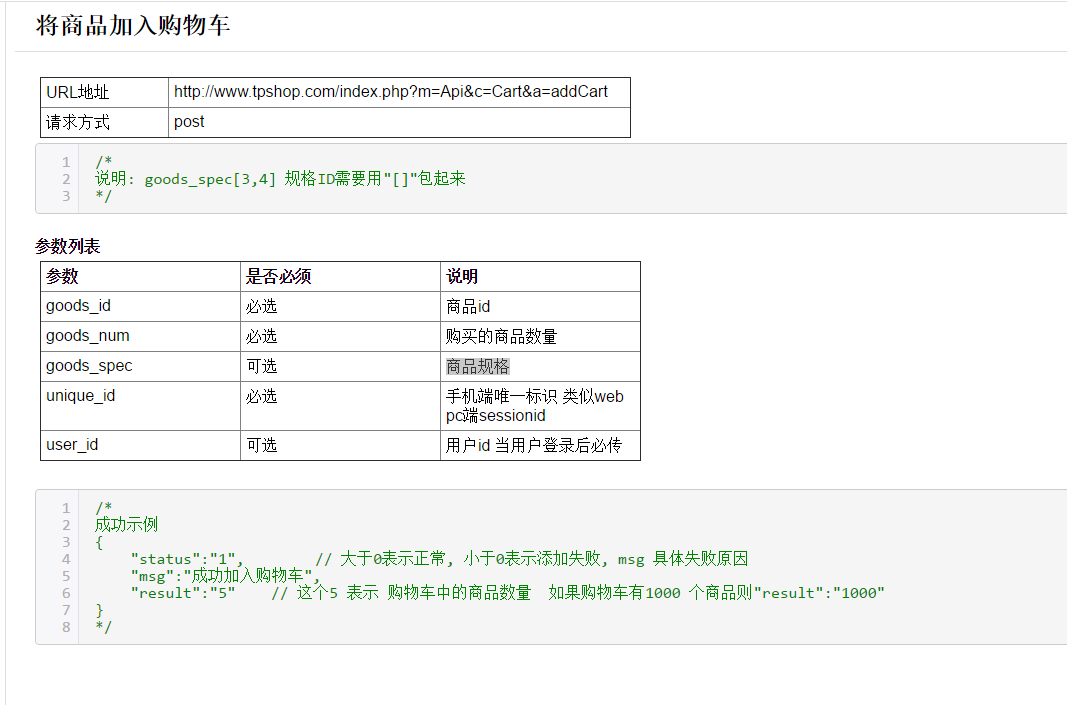 将商品加入购物车
URL地址 http://www.tpshop.com/index.php?m=Api&c=Cart&a=addCart
请求方式 post
1 /*
2 说明: goods_spec[3,4] 规格ID需要用"[]"包起来
3 */
参数列表
参数 是否必须 说明
goods_id 必选 商品id
goods_num 必选 购买的商品数量
goods_spec 可选 商品规格
unique_id 必选 手机端唯一标识 类似web
pc端sessionid
user_id 可选 用户id 当用户登录后必传
1 /*
2 成功示例
3 {
4 "status":"1", // 大于0表示正常, 小于0表示添加失败, msg 具体失败原因
5 "msg":"成功加入购物车",
6 "result":"5" // 这个5 表示 购物车中的商品数量 如果购物车有1000 个商品则"result":"1000"
7 }
8 */